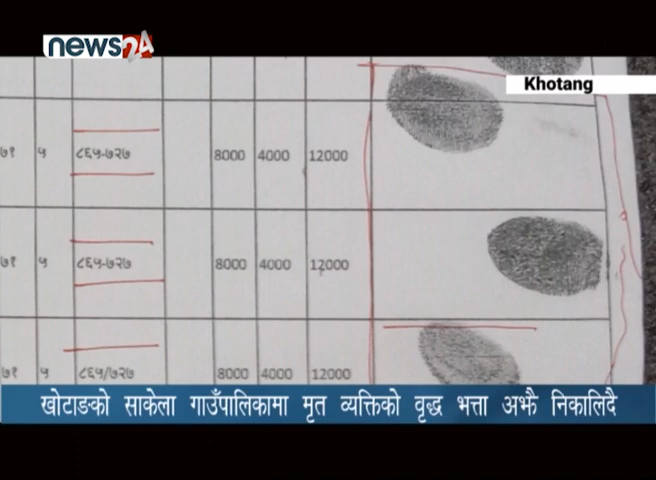 news24
Khotang
७१ ५ ८६५-७२७ 8000 4000 12000
७१ ५ ८६५-७२७ 8000 4000 12000
७१ ५ ८६५/७२७ 8000 4000 12000
खोटाङको साकेला गाउँपालिकामा मृत व्यक्तिको वृद्ध भत्ता अझै निकालिदै